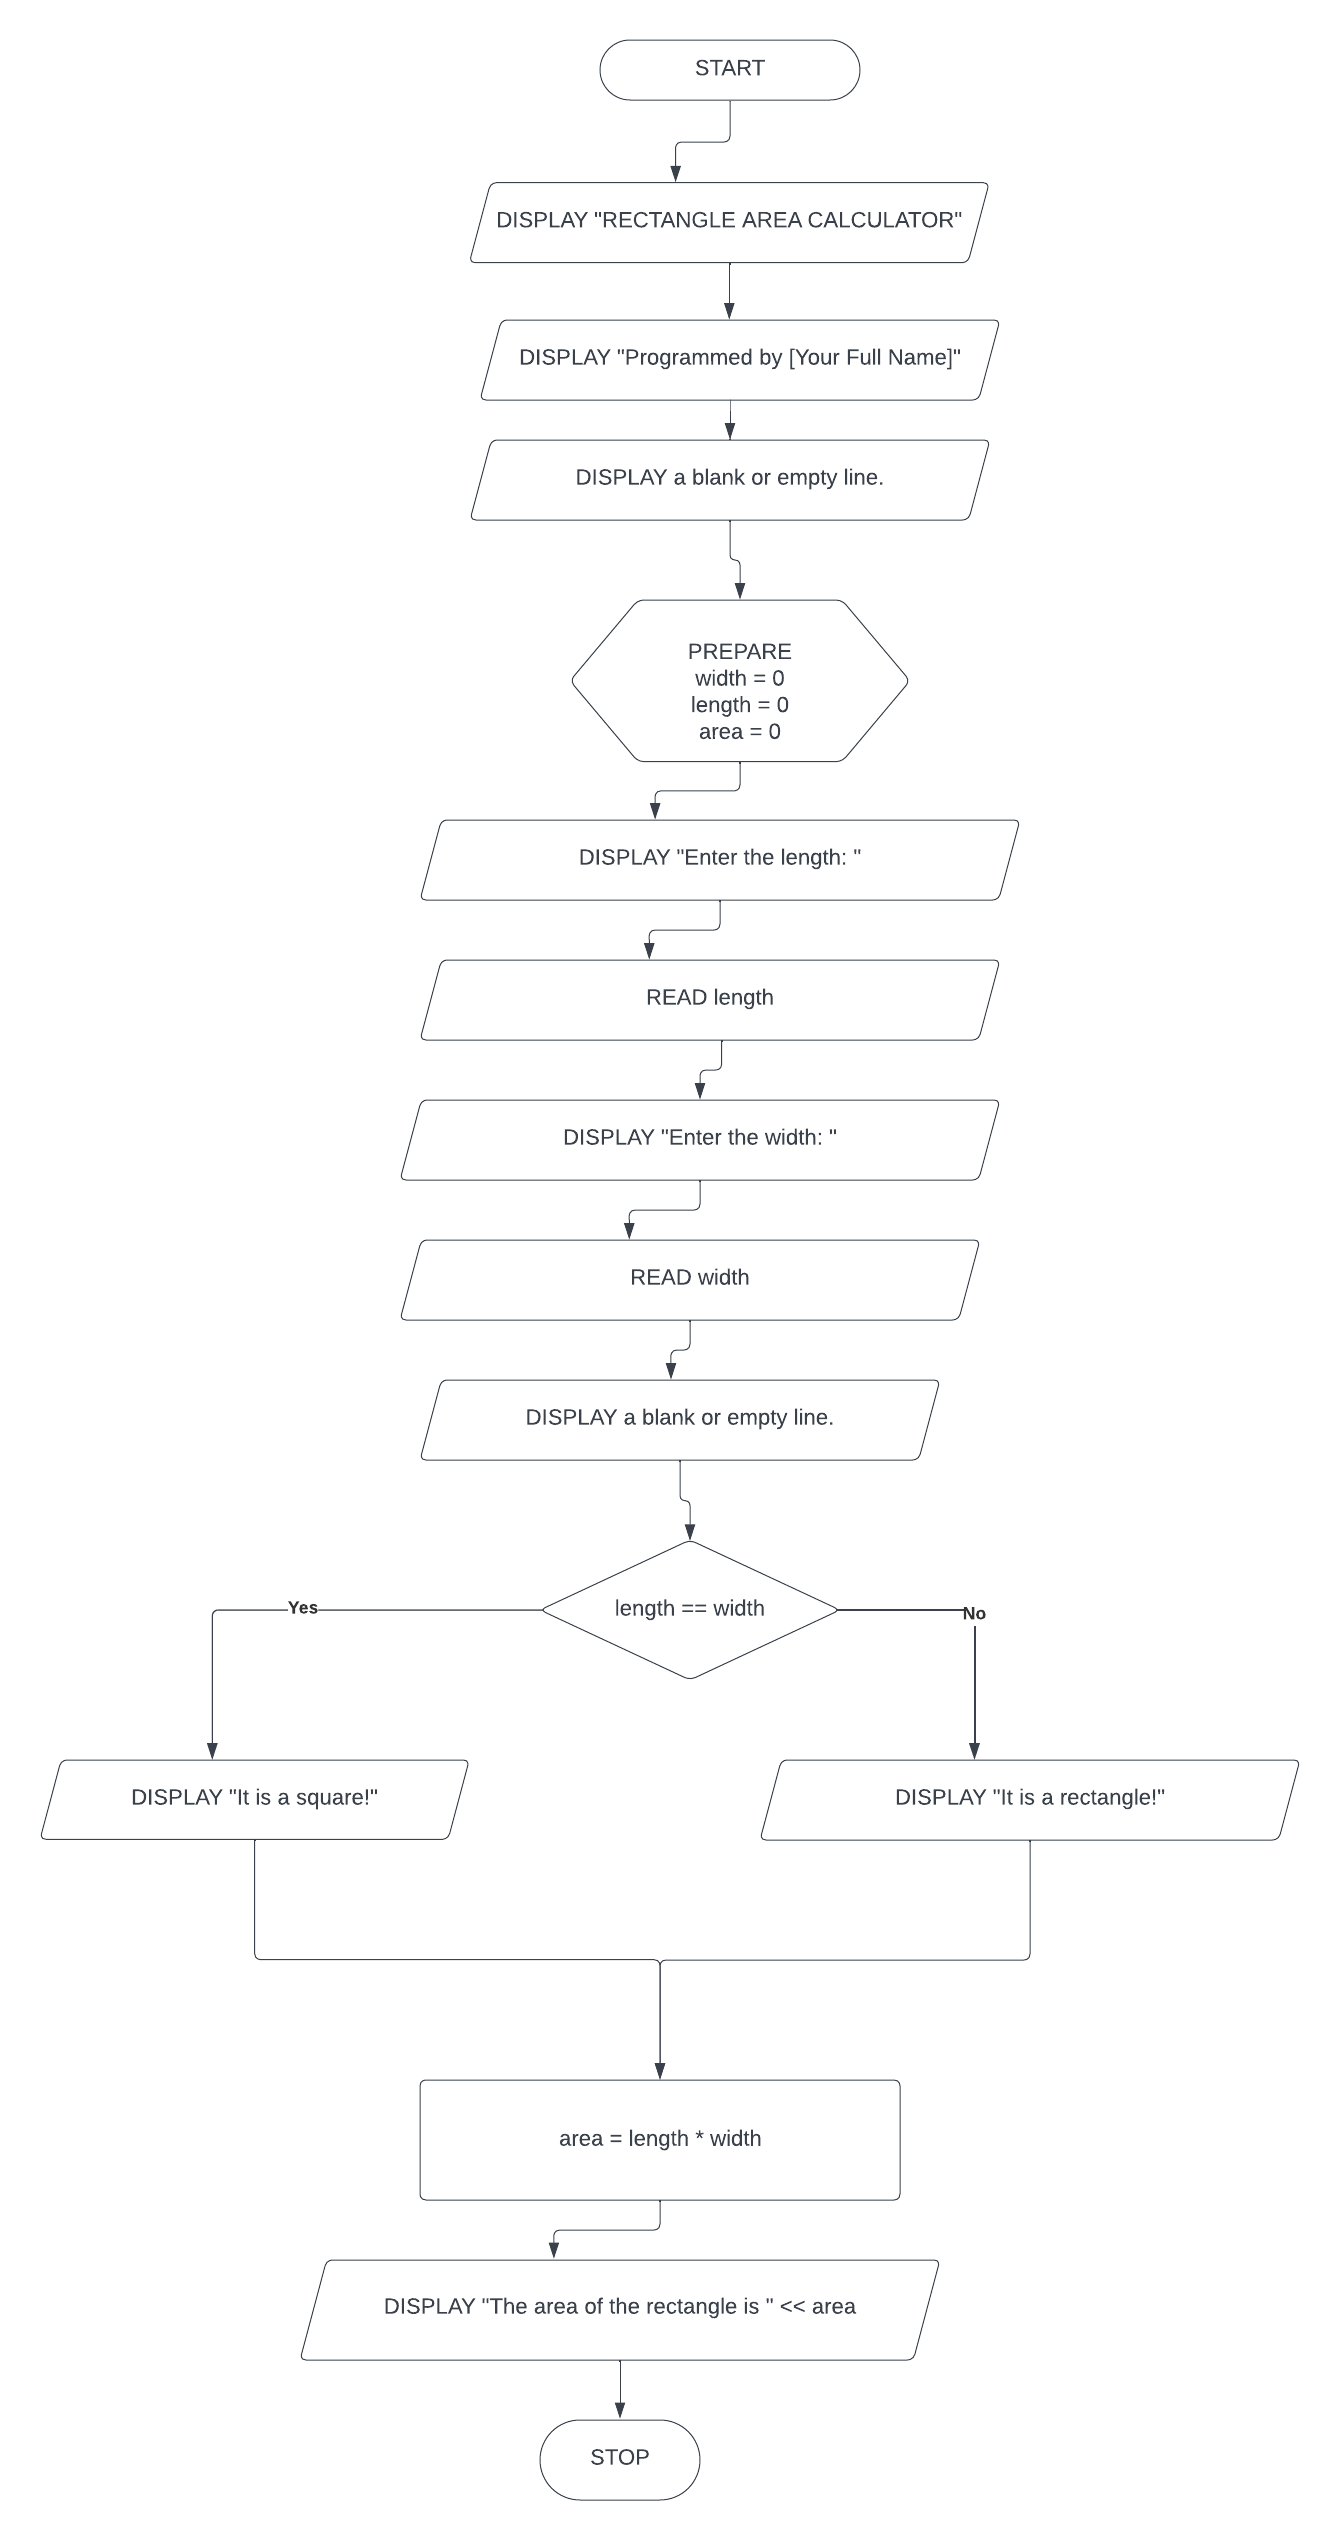 START
DISPLAY "RECTANGLE AREA CALCULATOR"
DISPLAY "Programmed by [Your Full Name]"
DISPLAY a blank or empty line.
PREPARE
width = 0
length = 0
area = 0
DISPLAY "Enter the length: "
READ length
DISPLAY "Enter the width: "
READ width
DISPLAY a blank or empty line.
length == width
Yes
No
DISPLAY "It is a square!"
DISPLAY "It is a rectangle!"
area = length * width
DISPLAY "The area of the rectangle is " << area
STOP